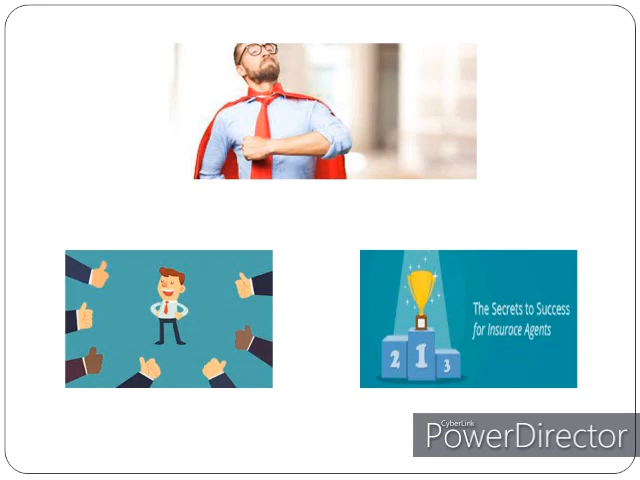 The Secrets to Success
for Insurace Agents
2
1
3
CyberLink
PowerDirector